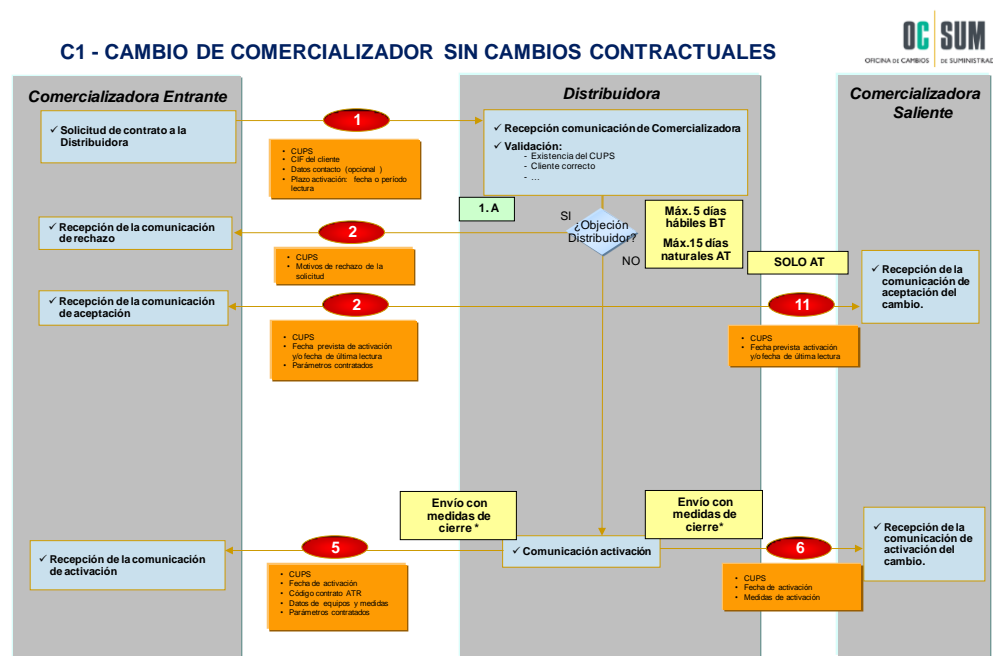 C1 - CAMBIO DE COMERCIALIZADOR SIN CAMBIOS CONTRACTUALES
OC SUM
OFICINA DE CAMBIOS DE SUMINISTRAD
Comercializadora Entrante
Distribuidora
Comercializadora
Saliente
✓ Solicitud de contrato a la
Distribuidora
1
• CUPS
• CIF del cliente
• Datos contacto (opcional )
• Plazo activación: fecha o período
lectura
✓ Recepción comunicación de Comercializadora
✓ Validación:
- Existencia del CUPS
- Cliente correcto
- ...
1. A
SI
¿Objeción
Distribuidor?
NO
Máx. 5 días
hábiles BT
Máx.15 días
naturales AT
✓ Recepción de la comunicación
de rechazo
2
• CUPS
• Motivos de rechazo de la
solicitud
SOLO AT
✓ Recepción de la comunicación
de aceptación
2
11
✓ Recepción de la
comunicación de
aceptación del
cambio.
• CUPS
• Fecha prevista de activación
y/o fecha de última lectura
• Parámetros contratados
• CUPS
• Fecha prevista activación
y/o fecha de última lectura
Envío con
medidas de
cierre *
Envío con
medidas de
cierre*
✓ Recepción de la comunicación
de activación
5
✓ Comunicación activación
6
✓ Recepción de la
comunicación de
activación del
cambio.
• CUPS
• Fecha de activación
• Código contrato ATR
• Datos de equipos y medidas
• Parámetros contratados
• CUPS
• Fecha de activación
• Medidas de activación